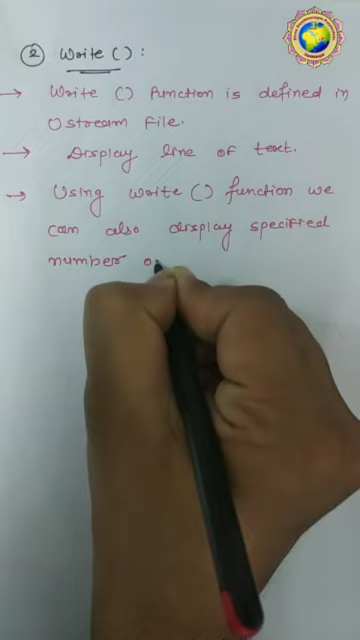 ② Write () :
→ Write () function is defined in
Ostream file.
→ Display line of text.
→ Using write () function we
can also display specified
number o